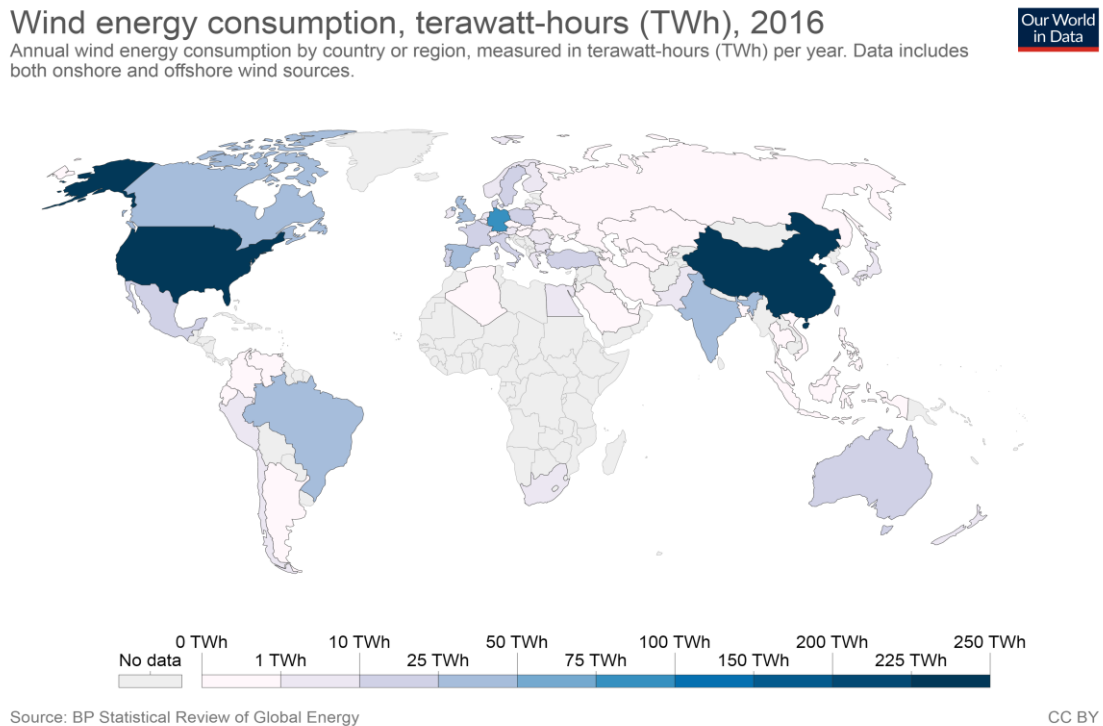 Wind energy consumption, terawatt-hours (TWh), 2016
Our World
in Data
Annual wind energy consumption by country or region, measured in terawatt-hours (TWh) per year. Data includes
both onshore and offshore wind sources.
0 TWh 10 TWh 50 TWh 100 TWh 200 TWh 250 TWh
No data 1 TWh 25 TWh 75 TWh 150 TWh 225 TWh
Source: BP Statistical Review of Global Energy
CC BY